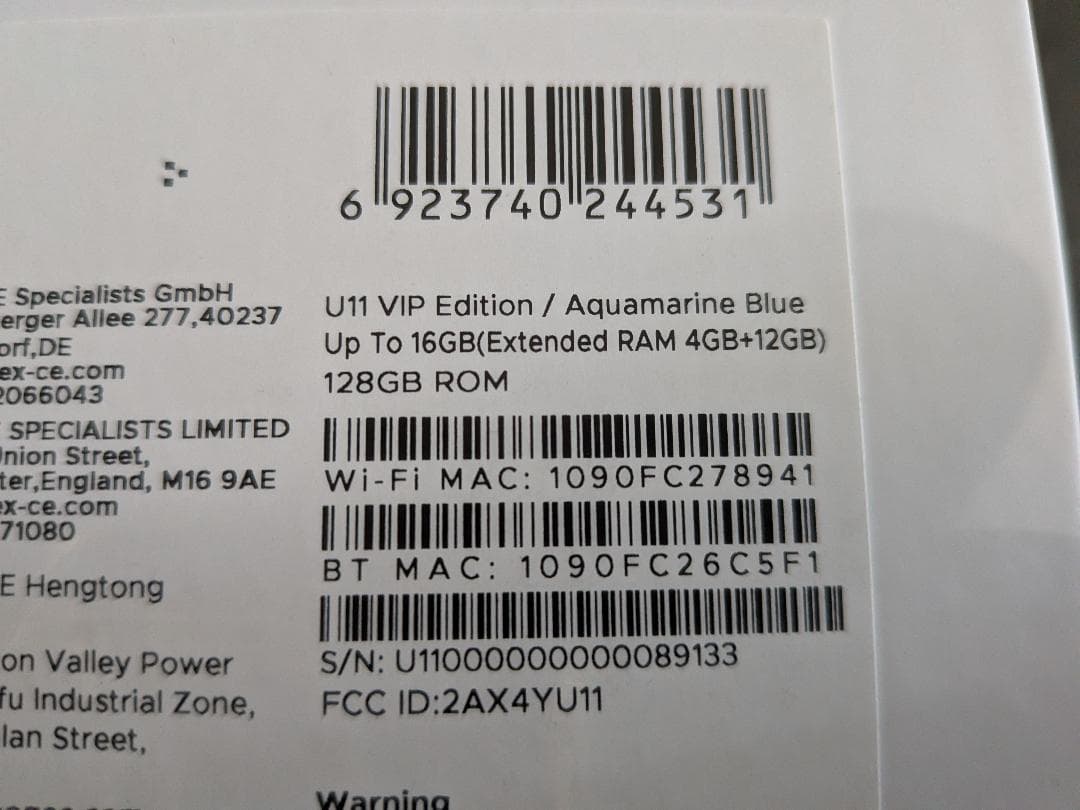 6 923740 244531
Specialists GmbH
erger Allee 277,40237
orf,DE
ex-ce.com
2066043
SPECIALISTS LIMITED
nion Street,
ter,England, M16 9AE
ex-ce.com
71080
E Hengtong
on Valley Power
fu Industrial Zone,
lan Street,
U11 VIP Edition / Aquamarine Blue
Up To 16GB(Extended RAM 4GB+12GB)
128GB ROM
Wi-Fi MAC: 1090FC278941
BT MAC: 1090FC26C5F1
S/N: U11000000000089133
FCC ID:2AX4YU11
Warning